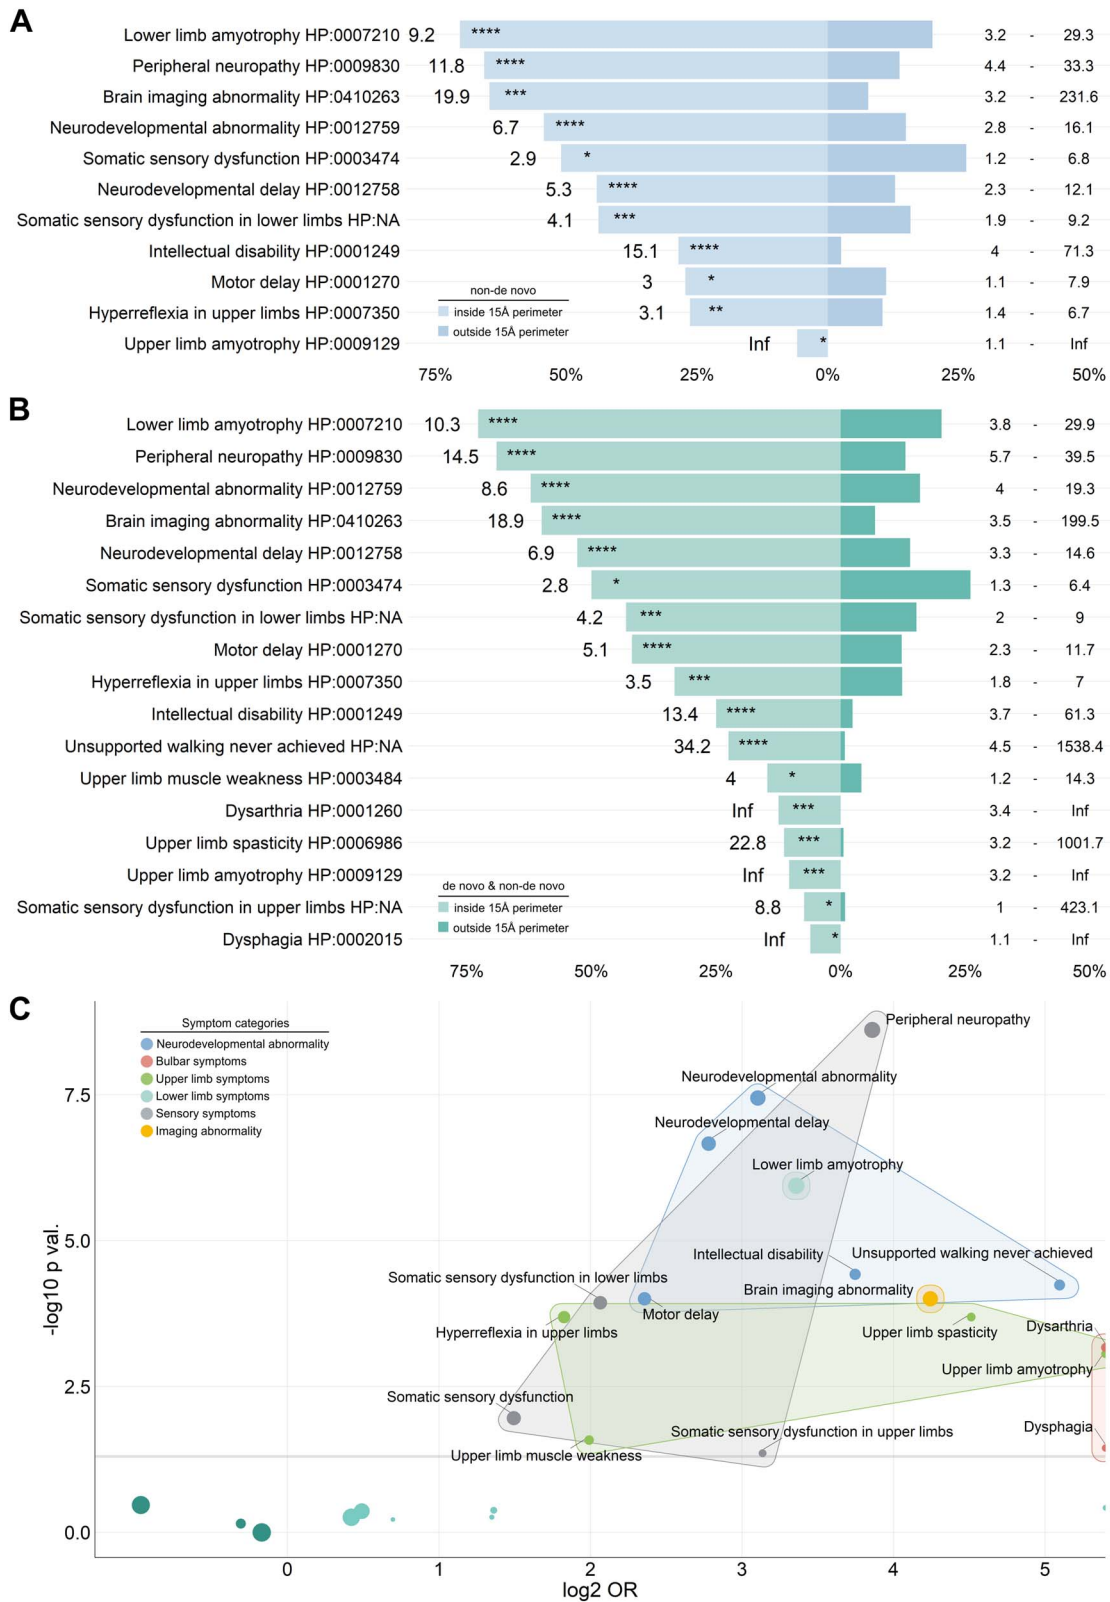 A
Lower limb amyotrophy HP:0007210 9.2 **** 3.2 - 29.3
Peripheral neuropathy HP:0009830 11.8 **** 4.4 - 33.3
Brain imaging abnormality HP:0410263 19.9 *** 3.2 - 231.6
Neurodevelopmental abnormality HP:0012759 6.7 **** 2.8 - 16.1
Somatic sensory dysfunction HP:0003474 2.9 * 1.2 - 6.8
Neurodevelopmental delay HP:0012758 5.3 **** 2.3 - 12.1
Somatic sensory dysfunction in lower limbs HP:NA 4.1 *** 1.9 - 9.2
Intellectual disability HP:0001249 15.1 **** 4 - 71.3
Motor delay HP:0001270 3 * 1.1 - 7.9
Hyperreflexia in upper limbs HP:0007350 3.1 ** 1.4 - 6.7
Upper limb amyotrophy HP:0009129 Inf * 1.1 - Inf
non-de novo
inside 15Å perimeter
outside 15Å perimeter
75% 50% 25% 0% 25% 50%
B
Lower limb amyotrophy HP:0007210 10.3 **** 3.8 - 29.9
Peripheral neuropathy HP:0009830 14.5 **** 5.7 - 39.5
Neurodevelopmental abnormality HP:0012759 8.6 **** 4 - 19.3
Brain imaging abnormality HP:0410263 18.9 **** 3.5 - 199.5
Neurodevelopmental delay HP:0012758 6.9 **** 3.3 - 14.6
Somatic sensory dysfunction HP:0003474 2.8 * 1.3 - 6.4
Somatic sensory dysfunction in lower limbs HP:NA 4.2 *** 2 - 9
Motor delay HP:0001270 5.1 **** 2.3 - 11.7
Hyperreflexia in upper limbs HP:0007350 3.5 *** 1.8 - 7
Intellectual disability HP:0001249 13.4 **** 3.7 - 61.3
Unsupported walking never achieved HP:NA 34.2 **** 4.5 - 1538.4
Upper limb muscle weakness HP:0003484 4 * 1.2 - 14.3
Dysarthria HP:0001260 Inf *** 3.4 - Inf
Upper limb spasticity HP:0006986 22.8 *** 3.2 - 1001.7
Upper limb amyotrophy HP:0009129 Inf *** 3.2 - Inf
Somatic sensory dysfunction in upper limbs HP:NA 8.8 * 1 - 423.1
Dysphagia HP:0002015 Inf * 1.1 - Inf
de novo & non-de novo
inside 15Å perimeter
outside 15Å perimeter
75% 50% 25% 0% 25% 50%
C
Symptom categories
Neurodevelopmental abnormality
Bulbar symptoms
Upper limb symptoms
Lower limb symptoms
Sensory symptoms
Imaging abnormality
Peripheral neuropathy
Neurodevelopmental abnormality
Neurodevelopmental delay
Lower limb amyotrophy
Intellectual disability
Unsupported walking never achieved
Somatic sensory dysfunction in lower limbs
Brain imaging abnormality
Motor delay
Hyperreflexia in upper limbs
Upper limb spasticity
Dysarthria
Upper limb amyotrophy
Somatic sensory dysfunction
Somatic sensory dysfunction in upper limbs
Dysphagia
Upper limb muscle weakness
-log10 p val.
7.5
5.0
2.5
0.0
0 1 2 3 4 5
log2 OR